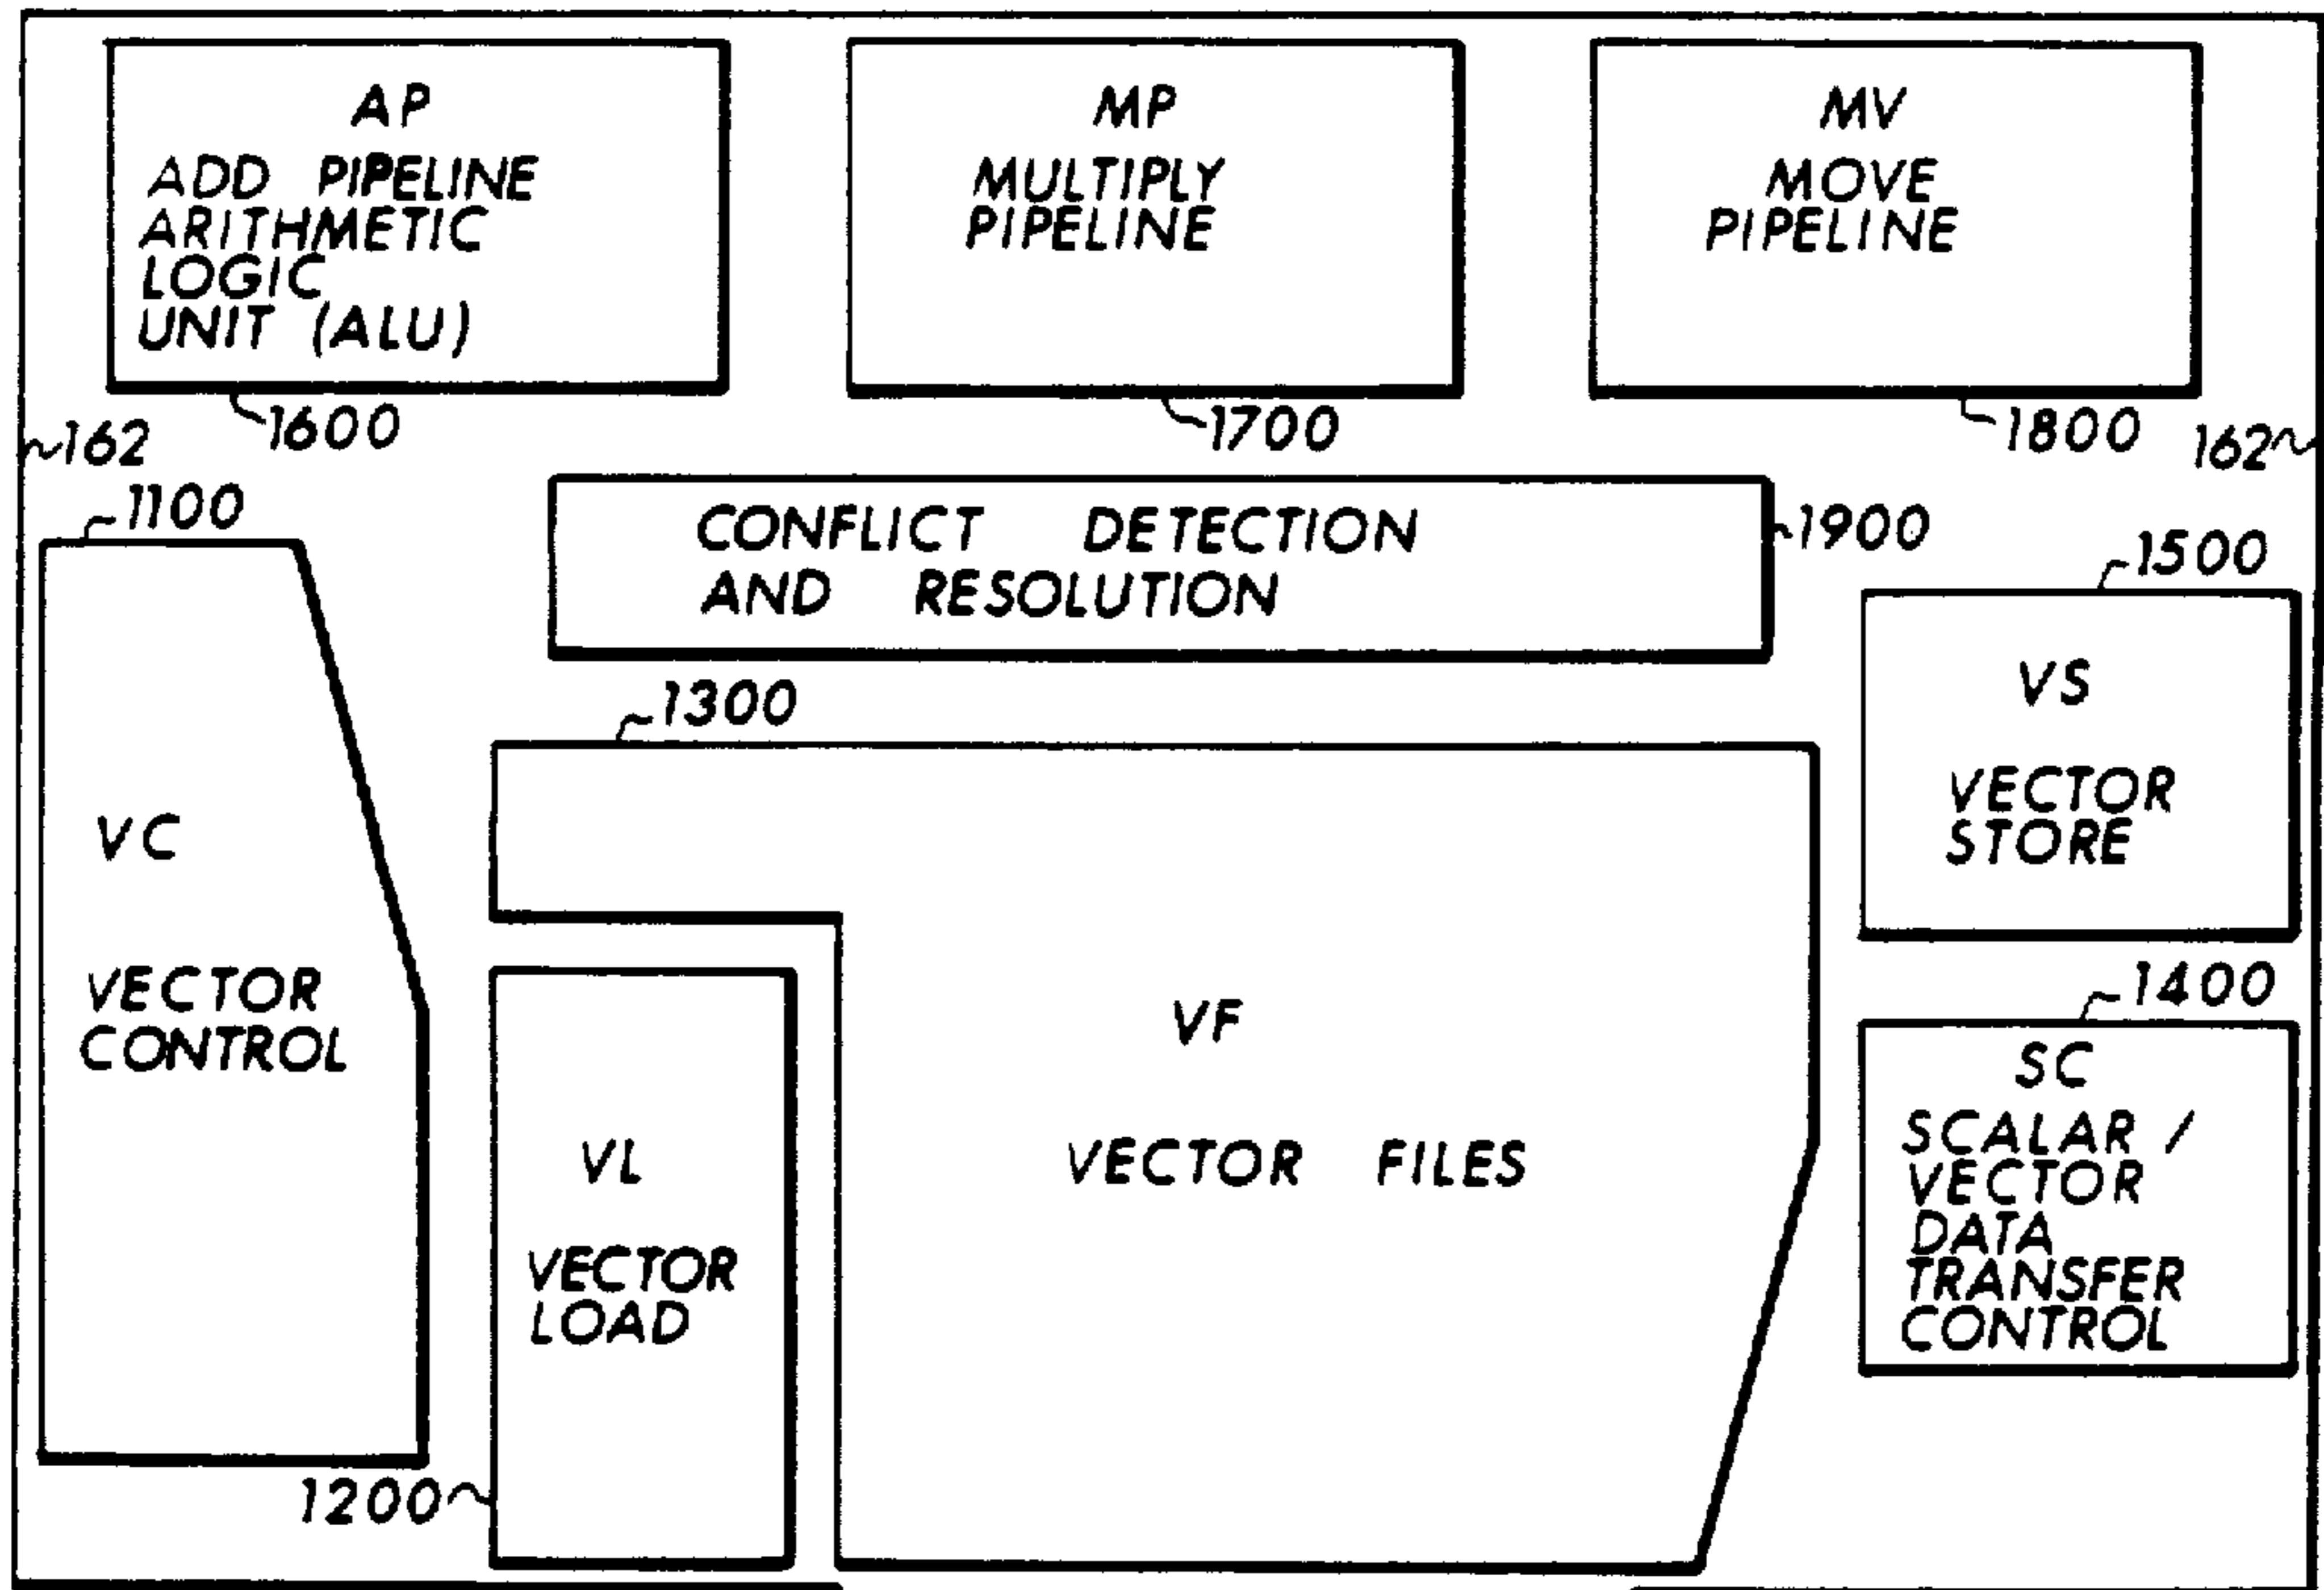 AP
ADD PIPELINE
ARITHMETIC
LOGIC
UNIT (ALU)
1600
MP
MULTIPLY
PIPELINE
1700
MV
MOVE
PIPELINE
1800
162
162
1100
VC
VECTOR
CONTROL
CONFLICT DETECTION
AND RESOLUTION
1900
1300
VF
VECTOR FILES
1200
VL
VECTOR
LOAD
1500
VS
VECTOR
STORE
1400
SC
SCALAR /
VECTOR
DATA
TRANSFER
CONTROL